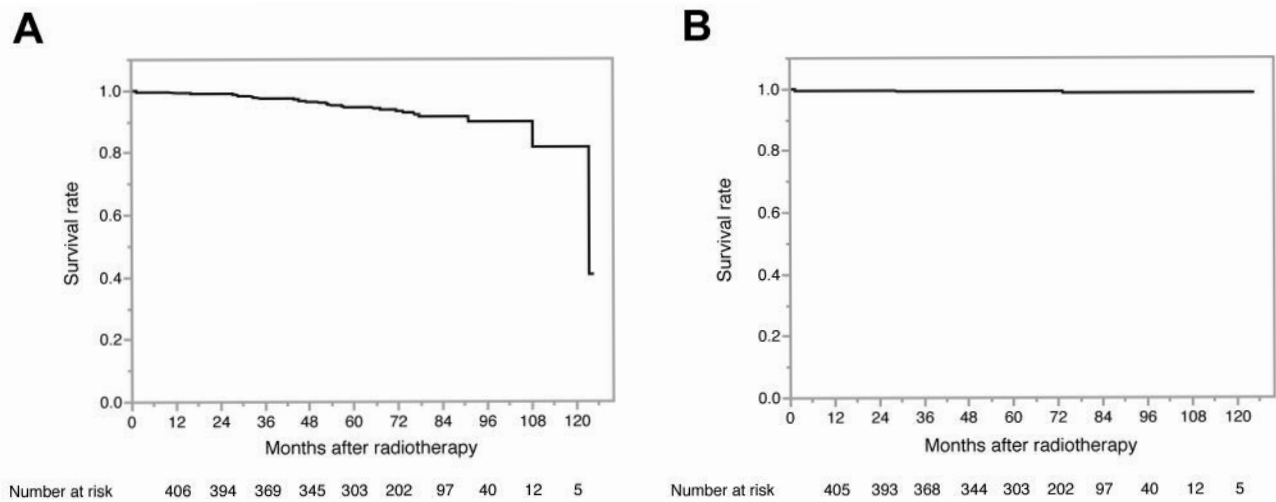 A
1.0
0.8
0.6
0.4
0.2
0.0
Survival rate
0 12 24 36 48 60 72 84 96 108 120
Months after radiotherapy
Number at risk 406 394 369 345 303 202 97 40 12 5
B
1.0
0.8
0.6
0.4
0.2
0.0
Survival rate
0 12 24 36 48 60 72 84 96 108 120
Months after radiotherapy
Number at risk 405 393 368 344 303 202 97 40 12 5